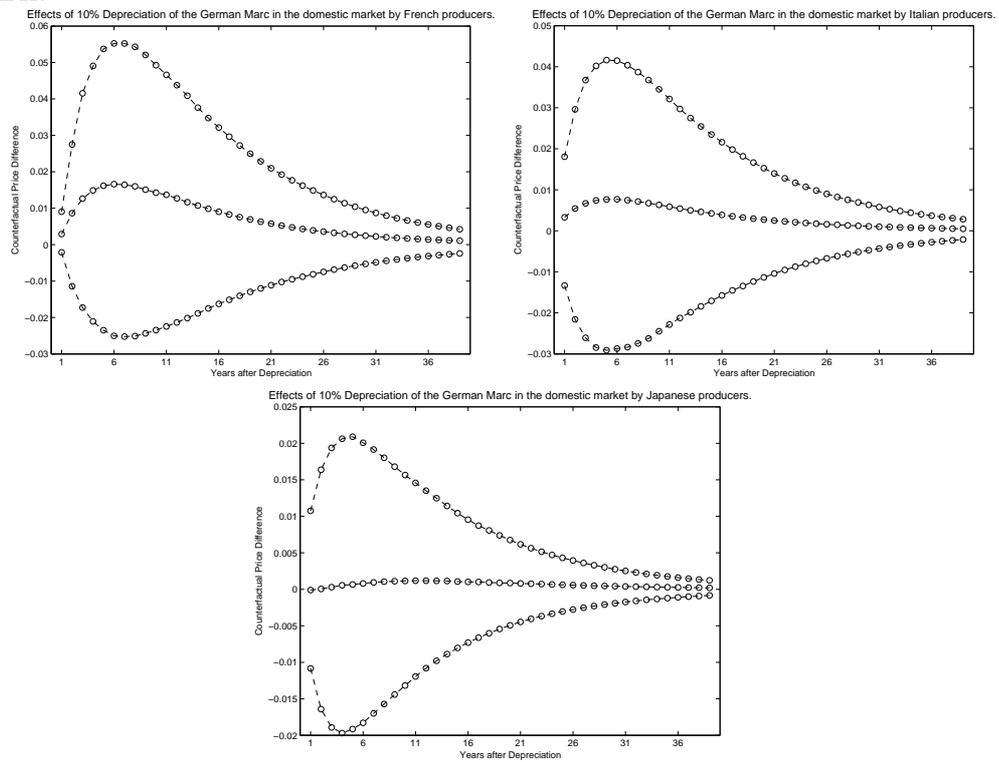 Effects of 10% Depreciation of the German Marc in the domestic market by French producers.
0.06
0.05
0.04
0.03
0.02
0.01
0
−0.01
−0.02
−0.03
Counterfactual Price Difference
1 6 11 16 21 26 31 36
Years after Depreciation
Effects of 10% Depreciation of the German Marc in the domestic market by Italian producers.
0.05
0.04
0.03
0.02
0.01
0
−0.01
−0.02
−0.03
Counterfactual Price Difference
1 6 11 16 21 26 31 36
Years after Depreciation
Effects of 10% Depreciation of the German Marc in the domestic market by Japanese producers.
0.025
0.02
0.015
0.01
0.005
0
−0.005
−0.01
−0.015
−0.02
Counterfactual Price Difference
1 6 11 16 21 26 31 36
Years after Depreciation